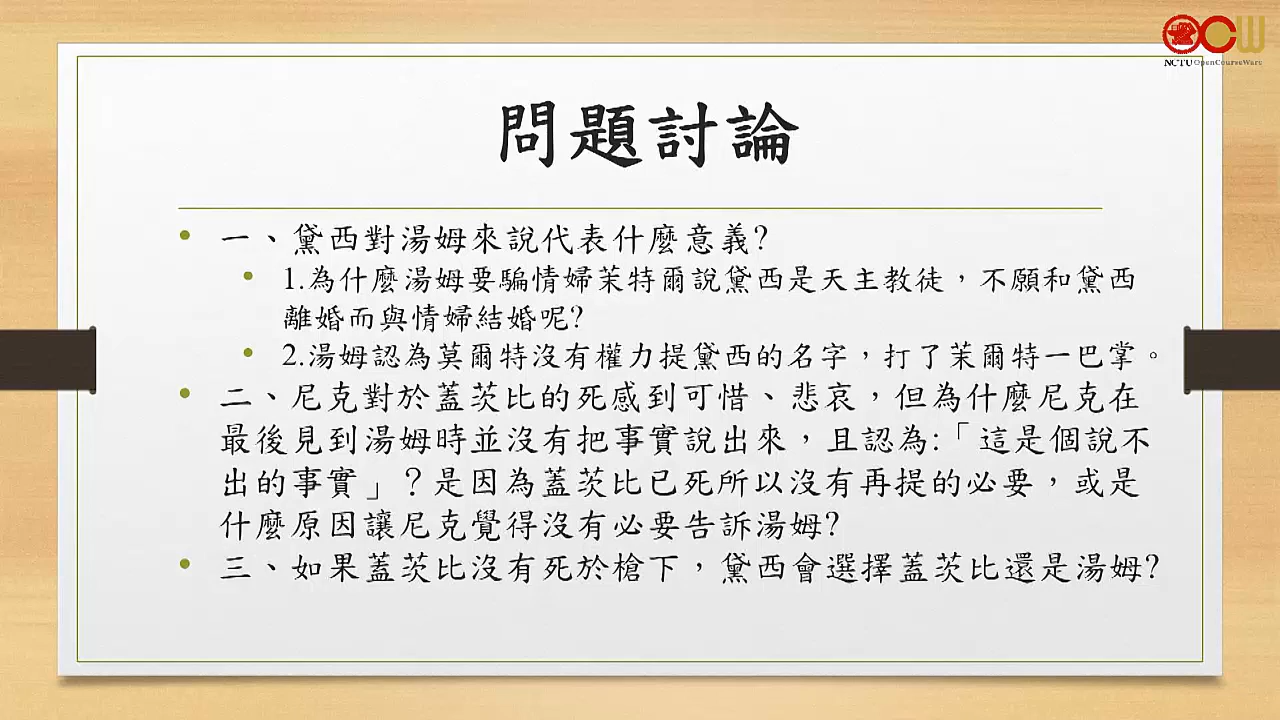 NCTU OpenCourseWare
問題討論
• 一、黛西對湯姆來說代表什麼意義?
• 1.為什麼湯姆要騙情婦茉特爾說黛西是天主教徒，不願和黛西
離婚而與情婦結婚呢?
• 2.湯姆認為莫爾特沒有權力提黛西的名字，打了茉爾特一巴掌。
• 二、尼克對於蓋茨比的死感到可惜、悲哀，但為什麼尼克在
最後見到湯姆時並沒有把事實說出來，且認為:「這是個說不
出的事實」？是因為蓋茨比已死所以沒有再提的必要，或是
什麼原因讓尼克覺得沒有必要告訴湯姆?
• 三、如果蓋茨比沒有死於槍下，黛西會選擇蓋茨比還是湯姆?